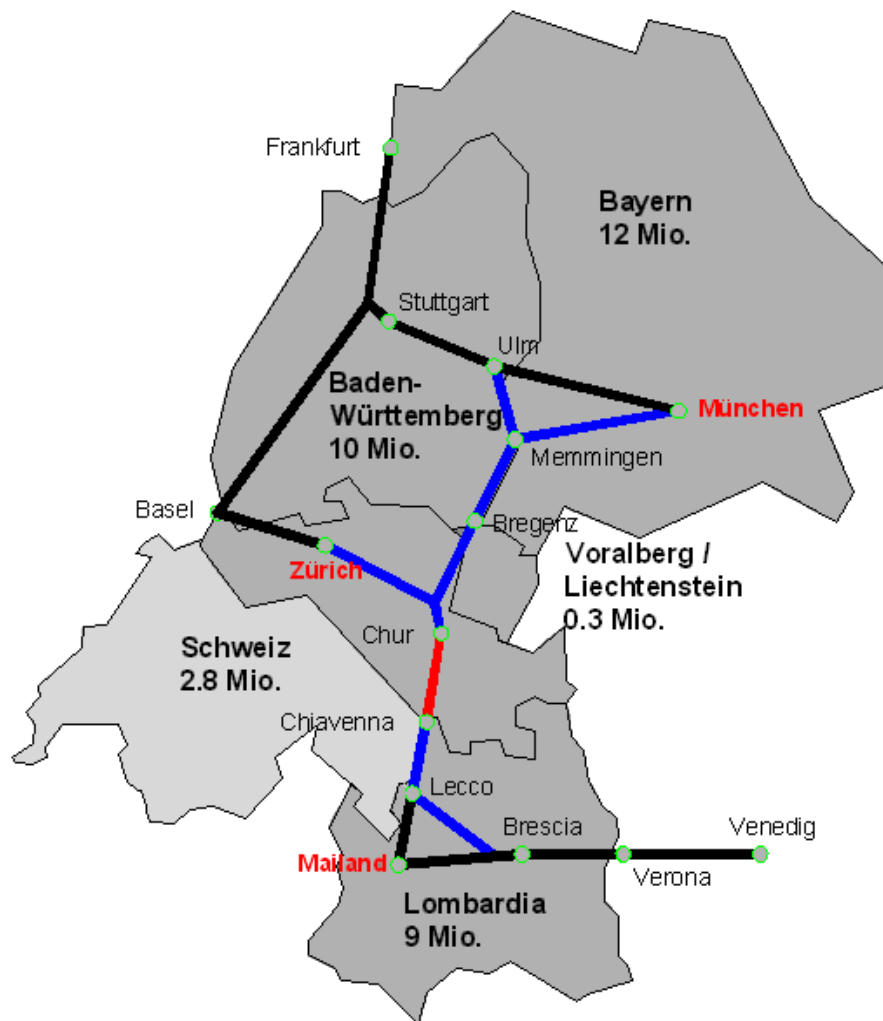 Frankfurt
Bayern
12 Mio.
Stuttgart
Ulm
Baden-
Württemberg
10 Mio.
München
Memmingen
Basel
Bregenz
Zürich
Voralberg /
Liechtenstein
0.3 Mio.
Chur
Schweiz
2.8 Mio.
Chiavenna
Lecco
Brescia
Venedig
Mailand
Verona
Lombardia
9 Mio.